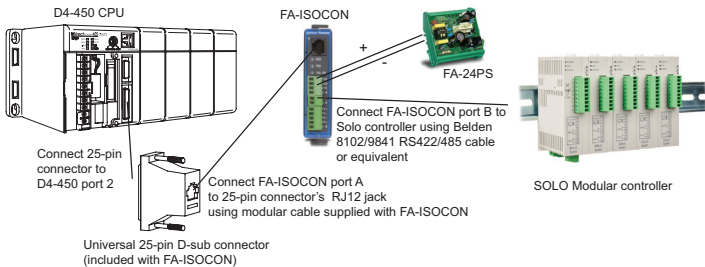 D4-450 CPU
FA-ISOCON
+
-
FA-24PS
Connect FA-ISOCON port B to
Solo controller using Belden
8102/9841 RS422/485 cable
or equivalent
SOLO Modular controller
Connect 25-pin
connector to
D4-450 port 2
Connect FA-ISOCON port A
to 25-pin connector's RJ12 jack
using modular cable supplied with FA-ISOCON
Universal 25-pin D-sub connector
(included with FA-ISOCON)